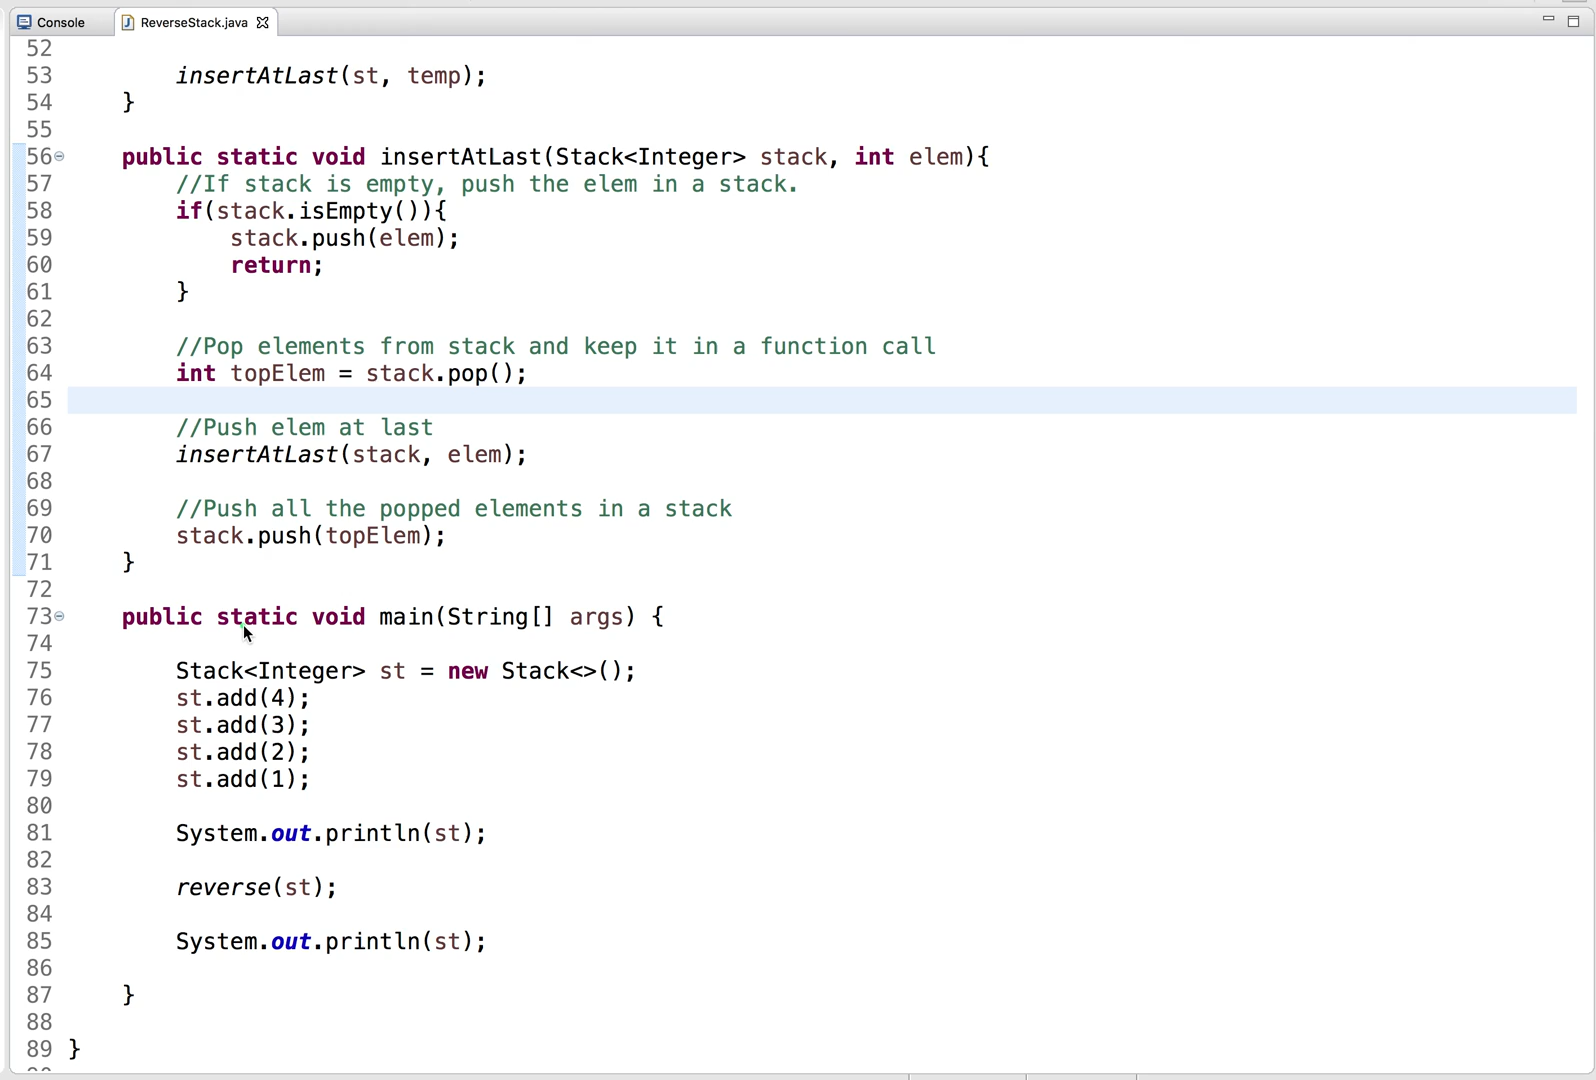 Console ReverseStack.java
52
53 insertAtLast(st, temp);
54 }
55
56 public static void insertAtLast(Stack<Integer> stack, int elem){
57 //If stack is empty, push the elem in a stack.
58 if(stack.isEmpty()){
59 stack.push(elem);
60 return;
61 }
62
63 //Pop elements from stack and keep it in a function call
64 int topElem = stack.pop();
65
66 //Push elem at last
67 insertAtLast(stack, elem);
68
69 //Push all the popped elements in a stack
70 stack.push(topElem);
71 }
72
73 public static void main(String[] args) {
74
75 Stack<Integer> st = new Stack<>();
76 st.add(4);
77 st.add(3);
78 st.add(2);
79 st.add(1);
80
81 System.out.println(st);
82
83 reverse(st);
84
85 System.out.println(st);
86
87 }
88
89 }